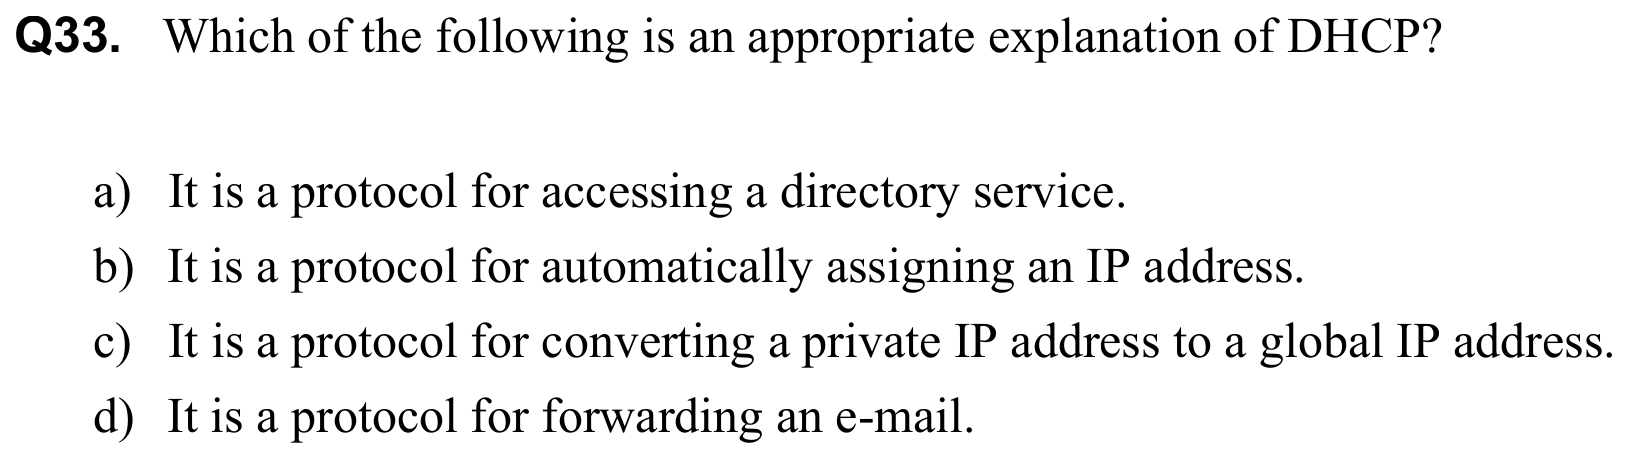 Q33. Which of the following is an appropriate explanation of DHCP?
a) It is a protocol for accessing a directory service.
b) It is a protocol for automatically assigning an IP address.
c) It is a protocol for converting a private IP address to a global IP address.
d) It is a protocol for forwarding an e-mail.